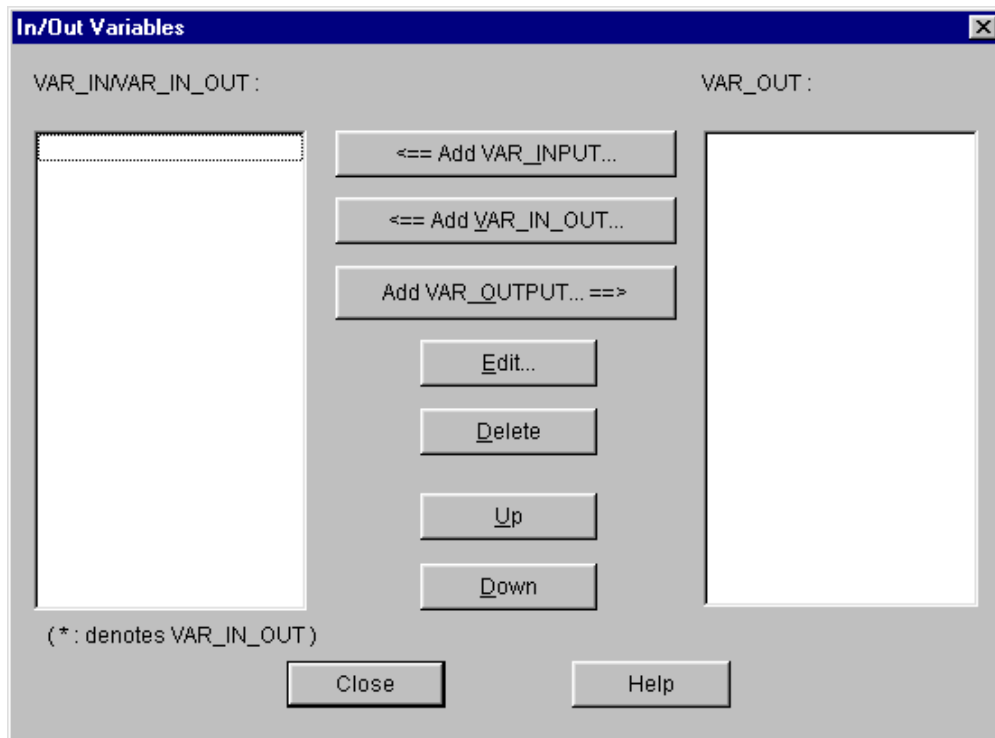 In/Out Variables
VAR_IN/VAR_IN_OUT :
VAR_OUT :
<== Add VAR_INPUT...
<== Add VAR_IN_OUT...
Add VAR_OUTPUT... ==>
Edit...
Delete
Up
Down
( * : denotes VAR_IN_OUT )
Close
Help